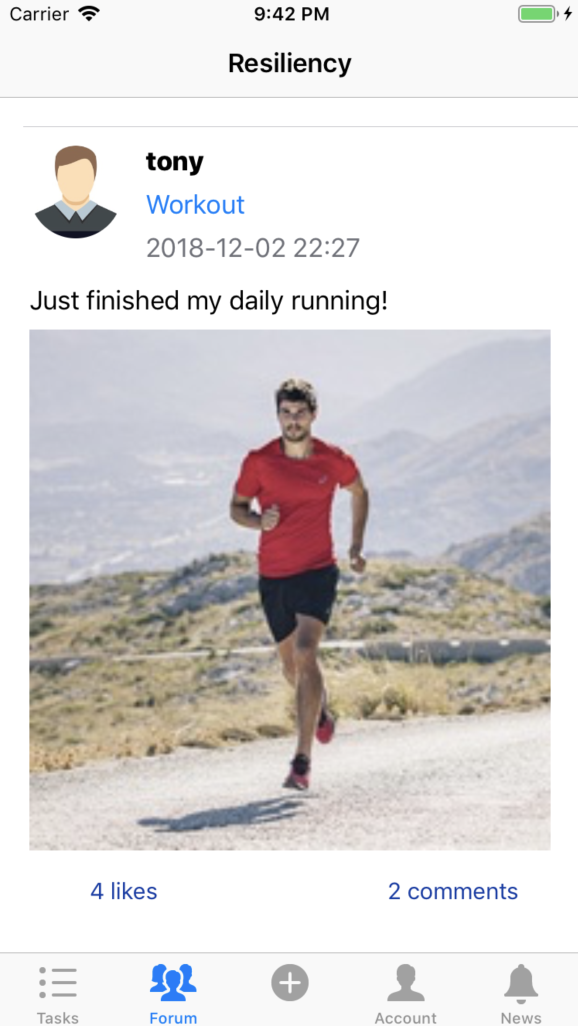 Carrier 9:42 PM
Resiliency
tony
Workout
2018-12-02 22:27
Just finished my daily running!
4 likes 2 comments
Tasks Forum Account News